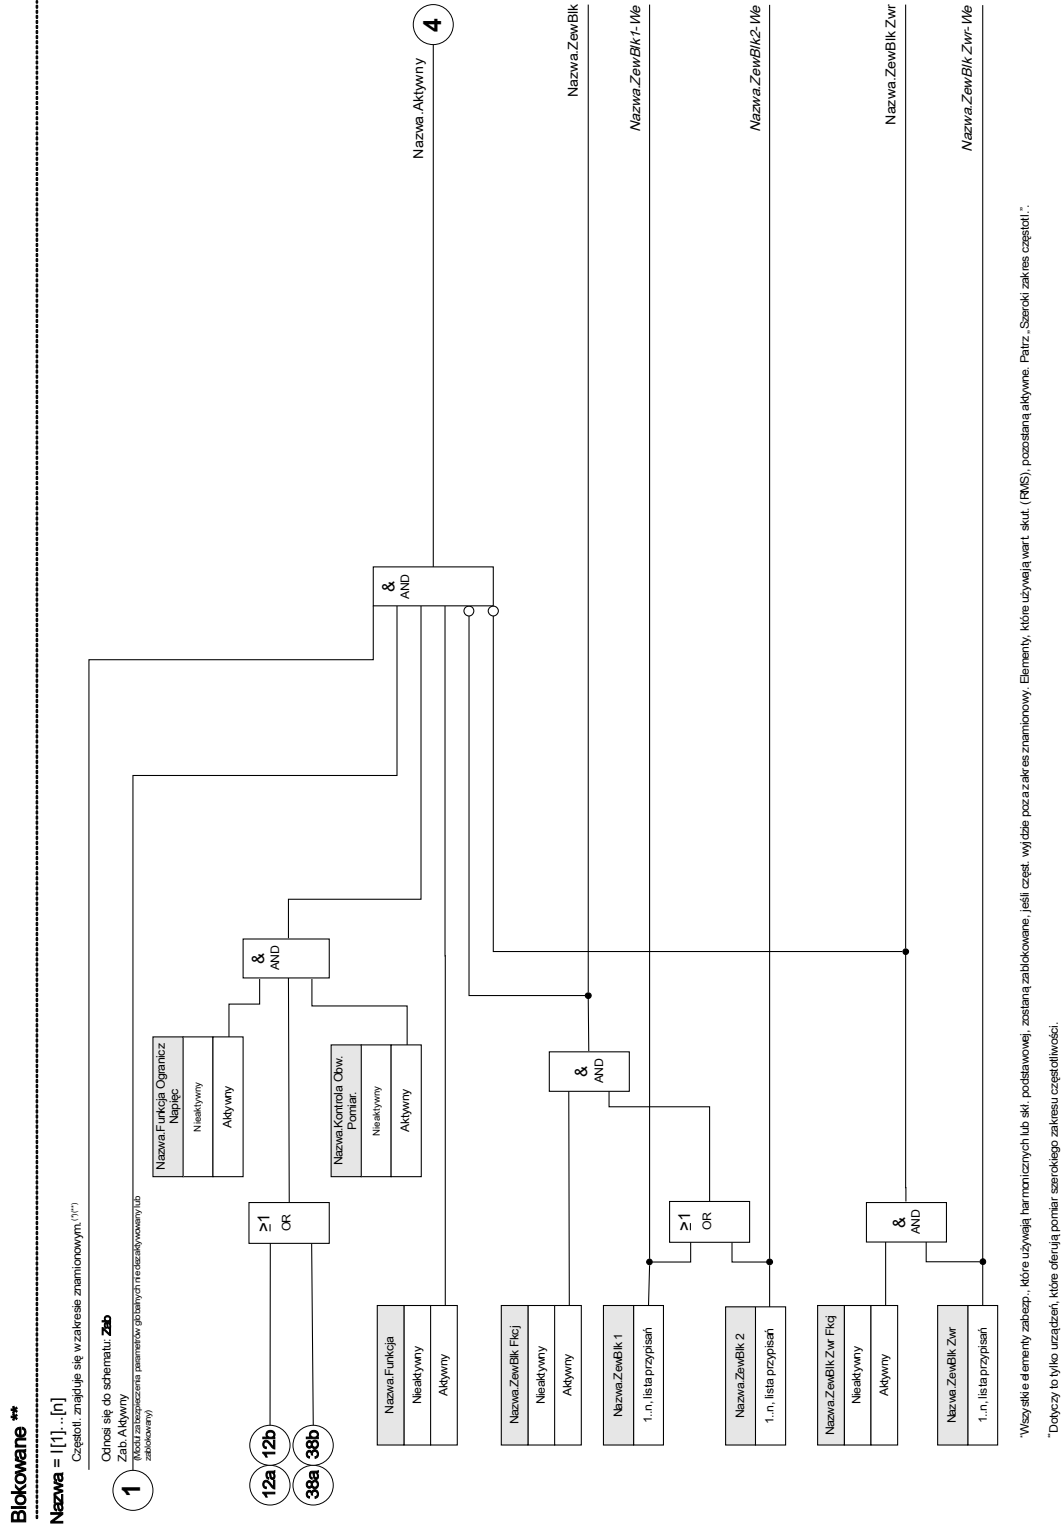 Blokowane **
Nazwa = I[1]...[n]
Częstotl. znajduje się w zakresie znamionowym.(*)(**)
Odnosi się do schematu: Zab
Zab. Aktywny
(Moduł zabezpieczenia parametrów globalnych nie dezaktywowany lub
zablokowany)
1
12a 12b
38a 38b
≥1
OR
Nazwa.Funkcja Ogranicz
Napięc
Nieaktywny
Aktywny
Nazwa.Kontrola Obw.
Pomiar.
Nieaktywny
Aktywny
&
AND
Nazwa.Funkcja
Nieaktywny
Aktywny
&
AND
Nazwa.Aktywny
4
Nazwa.ZewBlk Fkcj
Nieaktywny
Aktywny
&
AND
Nazwa.ZewBlk
Nazwa.ZewBlk 1
1..n, lista przypisań
Nazwa.ZewBlk1-We
≥1
OR
Nazwa.ZewBlk 2
1..n, lista przypisań
Nazwa.ZewBlk2-We
Nazwa.ZewBlk Zwr Fkcj
Nieaktywny
Aktywny
&
AND
Nazwa.ZewBlk Zwr
Nazwa.ZewBlk Zwr
1..n, lista przypisań
Nazwa.ZewBlk Zwr-We
*Wszystkie elementy zabezp., które używają harmonicznych lub skł. podstawowej, zostaną zablokowane, jeśli częst. wyjdzie poza zakres znamionowy. Elementy, które używają wart. skut. (RMS), pozostaną aktywne. Patrz „Szeroki zakres częstotl.”.
**Dotyczy to tylko urządzeń, które oferują pomiar szerokiego zakresu częstotliwości.